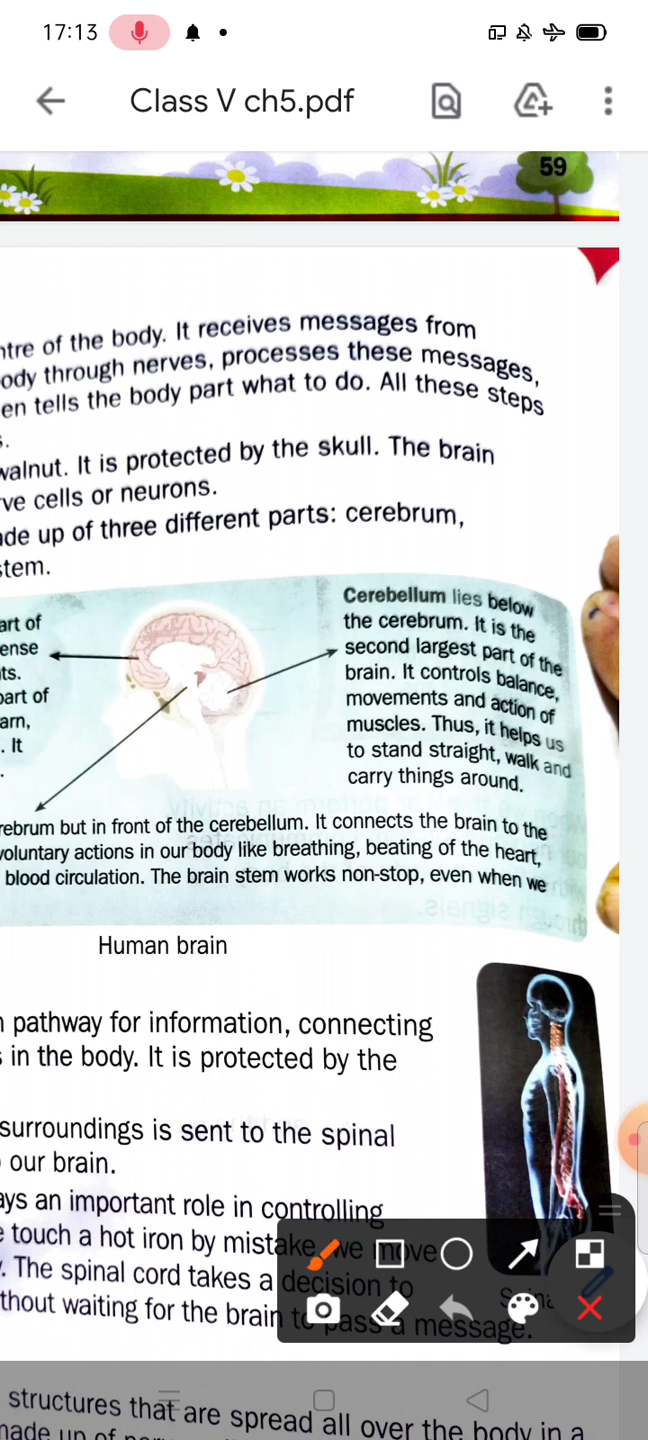 17:13
Class V ch5.pdf
59
ntre of the body. It receives messages from
ody through nerves, processes these messages,
en tells the body part what to do. All these steps
s.
walnut. It is protected by the skull. The brain
rve cells or neurons.
ade up of three different parts: cerebrum,
stem.
art of
ense
ts.
part of
arn,
. It
.
Cerebellum lies below
the cerebrum. It is the
second largest part of the
brain. It controls balance,
movements and action of
muscles. Thus, it helps us
to stand straight, walk and
carry things around.
rebrum but in front of the cerebellum. It connects the brain to the
voluntary actions in our body like breathing, beating of the heart,
blood circulation. The brain stem works non-stop, even when we
Human brain
n pathway for information, connecting
s in the body. It is protected by the
surroundings is sent to the spinal
o our brain.
ays an important role in controlling
e touch a hot iron by mistake, we move
. The spinal cord takes a decision to
thout waiting for the brain to pass a message.
structures that are spread all over the body in a